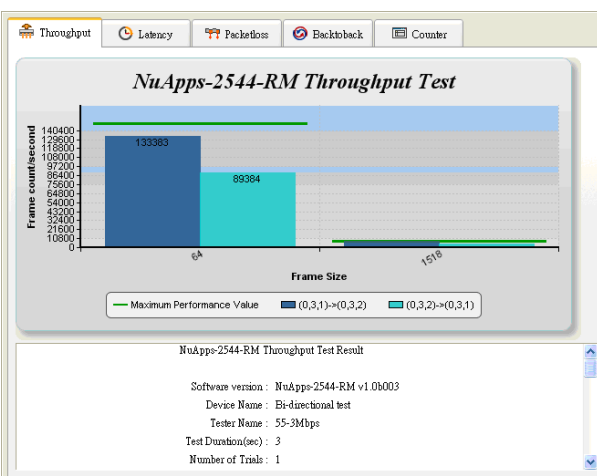 Throughput
Latency
Packetloss
Backtoback
Counter
NuApps-2544-RM Throughput Test
Frame count/second
140400
129600
118800
108000
97200
86400
75600
64800
54000
43200
32400
21600
10800
0
133383
89384
64
1518
Frame Size
Maximum Performance Value
(0,3,1)->(0,3,2)
(0,3,2)->(0,3,1)
NuApps-2544-RM Throughput Test Result
Software version : NuApps-2544-RM v1.0b003
Device Name : Bi-directional test
Tester Name : 55-3Mbps
Test Duration(sec) : 3
Number of Trials : 1